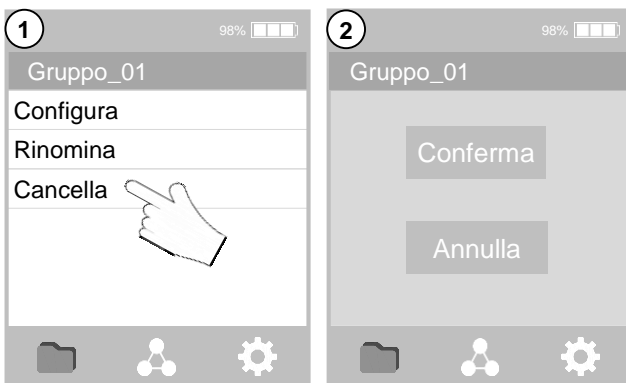 1
98%
Gruppo_01
Configura
Rinomina
Cancella
2
98%
Gruppo_01
Conferma
Annulla